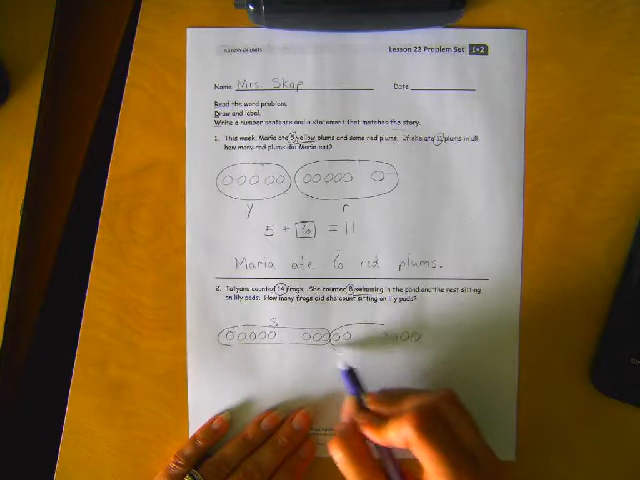 A STORY OF UNITS
Lesson 22 Problem Set 1•2
Name Mrs. Skop Date
Read the word problem.
Draw and label.
Write a number sentence and a statement that matches the story.
1. This week, Maria ate 5 yellow plums and some red plums. If she ate 11 plums in all,
how many red plums did Maria eat?
y r
5 + 6 = 11
Maria ate 6 red plums.
2. Tatyana counted 14 frogs. She counted 8 swimming in the pond and the rest sitting
on lily pads. How many frogs did she count sitting on lily pads?
s